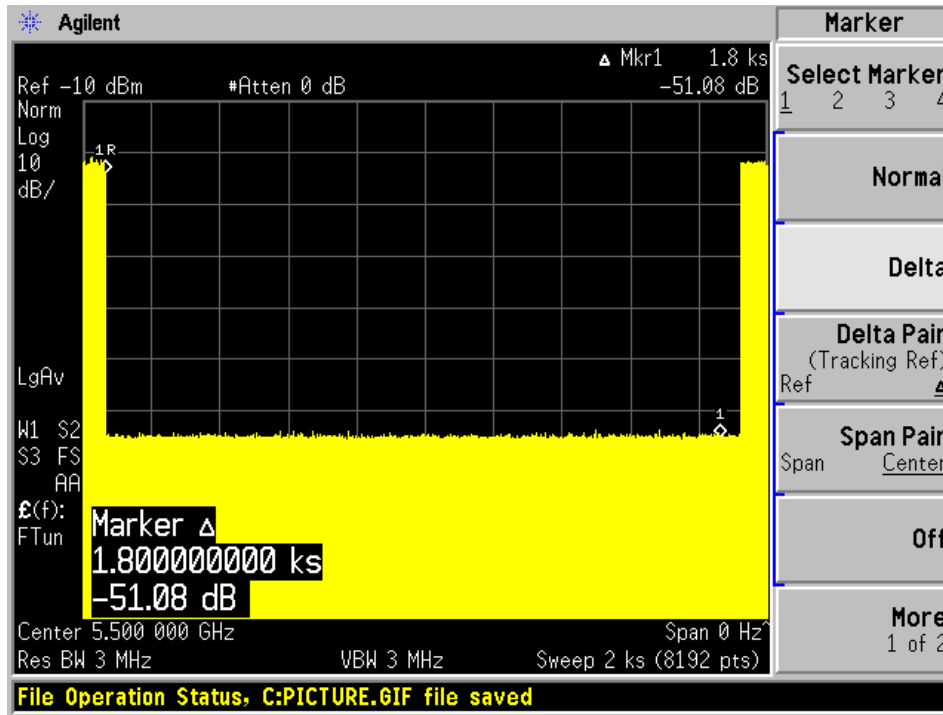 Agilent
Marker
Δ Mkr1 1.8 ks
Ref -10 dBm #Atten 0 dB -51.08 dB
Norm
Log
10
dB/
1R
LgAv
1
W1 S2
S3 FS
AA
£(f):
FTun
Marker Δ
1.800000000 ks
-51.08 dB
Center 5.500 000 GHz Span 0 Hz^
Res BW 3 MHz VBW 3 MHz Sweep 2 ks (8192 pts)
File Operation Status, C:PICTURE.GIF file saved
Select Marker
1 2 3
Delta Pair
(Tracking Ref)
Ref Δ
Span Pair
Span Center
Off
More
1 of 2